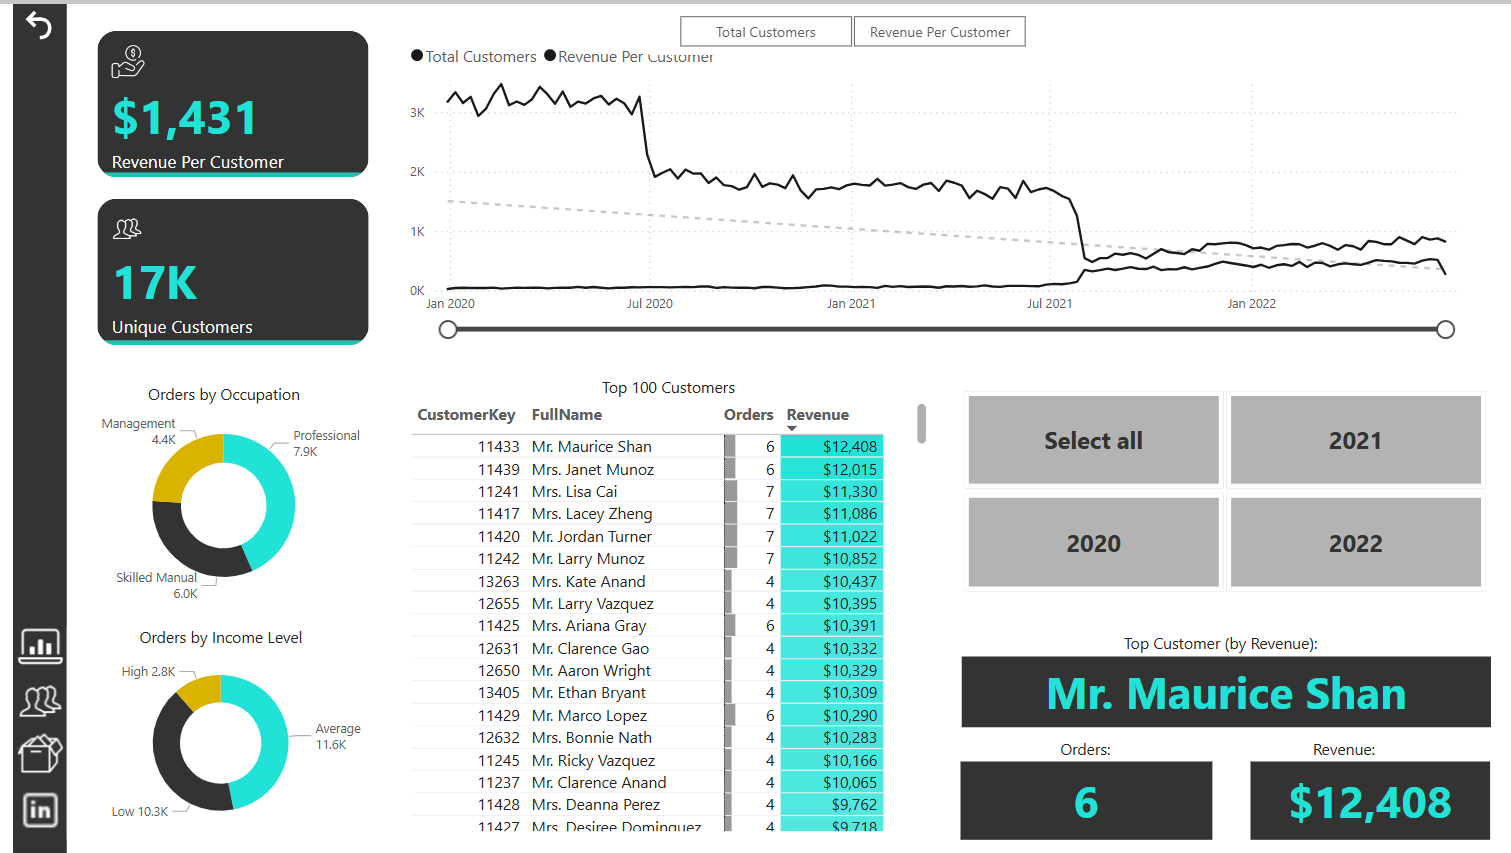 Total Customers
Revenue Per Customer
Total Customers
Revenue Per Customer
$1,431
Revenue Per Customer
17K
Unique Customers
3K
2K
1K
0K
Jan 2020
Jul 2020
Jan 2021
Jul 2021
Jan 2022
Orders by Occupation
Management
4.4K
Professional
7.9K
Skilled Manual
6.0K
Orders by Income Level
High 2.8K
Average
11.6K
Low 10.3K
Top 100 Customers
CustomerKey FullName Orders Revenue
11433 Mr. Maurice Shan 6 $12,408
11439 Mrs. Janet Munoz 6 $12,015
11241 Mrs. Lisa Cai 7 $11,330
11417 Mrs. Lacey Zheng 7 $11,086
11420 Mr. Jordan Turner 7 $11,022
11242 Mr. Larry Munoz 7 $10,852
13263 Mrs. Kate Anand 4 $10,437
12655 Mr. Larry Vazquez 4 $10,395
11425 Mrs. Ariana Gray 6 $10,391
12631 Mr. Clarence Gao 4 $10,332
12650 Mr. Aaron Wright 4 $10,329
13405 Mr. Ethan Bryant 4 $10,309
11429 Mr. Marco Lopez 6 $10,290
12632 Mrs. Bonnie Nath 4 $10,283
11245 Mr. Ricky Vazquez 4 $10,166
11237 Mr. Clarence Anand 4 $10,065
11428 Mrs. Deanna Perez 4 $9,762
11427 Mrs. Desiree Dominguez 4 $9,718
Select all
2021
2020
2022
Top Customer (by Revenue):
Mr. Maurice Shan
Orders:
6
Revenue:
$12,408
in